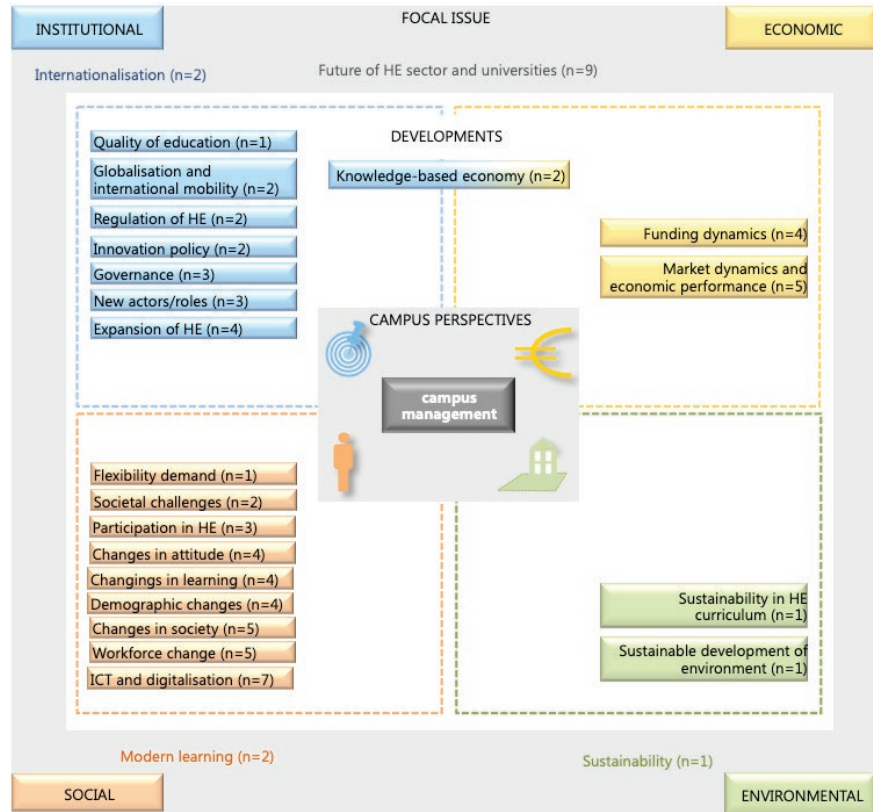 INSTITUTIONAL
FOCAL ISSUE
ECONOMIC
Internationalisation (n=2)
Future of HE sector and universities (n=9)
DEVELOPMENTS
Quality of education (n=1)
Globalisation and
international mobility (n=2)
Regulation of HE (n=2)
Innovation policy (n=2)
Governance (n=3)
New actors/roles (n=3)
Expansion of HE (n=4)
Knowledge-based economy (n=2)
Funding dynamics (n=4)
Market dynamics and
economic performance (n=5)
CAMPUS PERSPECTIVES
campus
management
Flexibility demand (n=1)
Societal challenges (n=2)
Participation in HE (n=3)
Changes in attitude (n=4)
Changings in learning (n=4)
Demographic changes (n=4)
Changes in society (n=5)
Workforce change (n=5)
ICT and digitalisation (n=7)
Sustainability in HE
curriculum (n=1)
Sustainable development of
environment (n=1)
Modern learning (n=2)
Sustainability (n=1)
SOCIAL
ENVIRONMENTAL